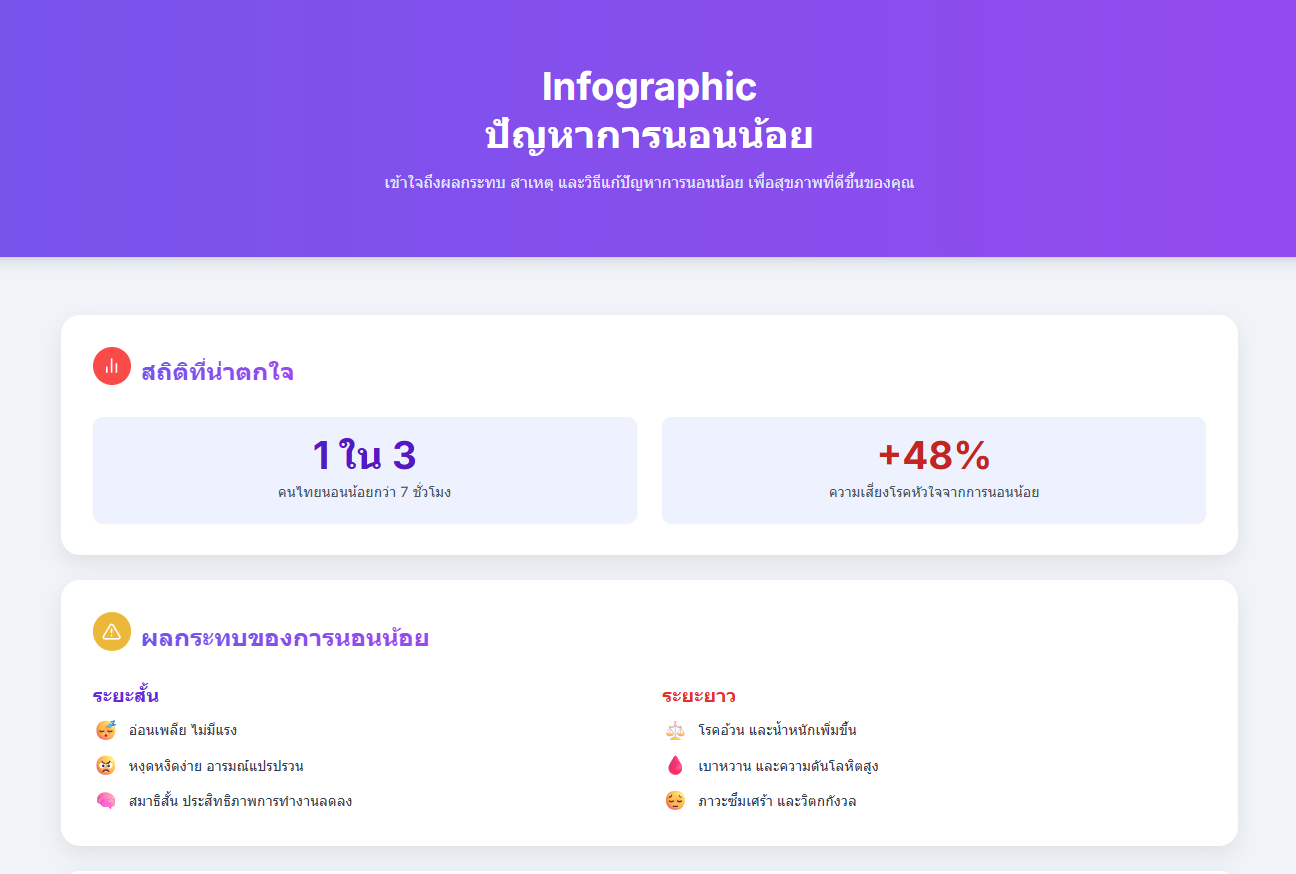 Infographic
ปัญหาการนอนน้อย
เข้าใจถึงผลกระทบ สาเหตุ และวิธีแก้ปัญหาการนอนน้อย เพื่อสุขภาพที่ดีขึ้นของคุณ
สถิติที่น่าตกใจ
1 ใน 3
คนไทยนอนน้อยกว่า 7 ชั่วโมง
+48%
ความเสี่ยงโรคหัวใจจากการนอนน้อย
ผลกระทบของการนอนน้อย
ระยะสั้น
อ่อนเพลีย ไม่มีแรง
หงุดหงิดง่าย อารมณ์แปรปรวน
สมาธิสั้น ประสิทธิภาพการทำงานลดลง
ระยะยาว
โรคอ้วน และน้ำหนักเพิ่มขึ้น
เบาหวาน และความดันโลหิตสูง
ภาวะซึมเศร้า และวิตกกังวล